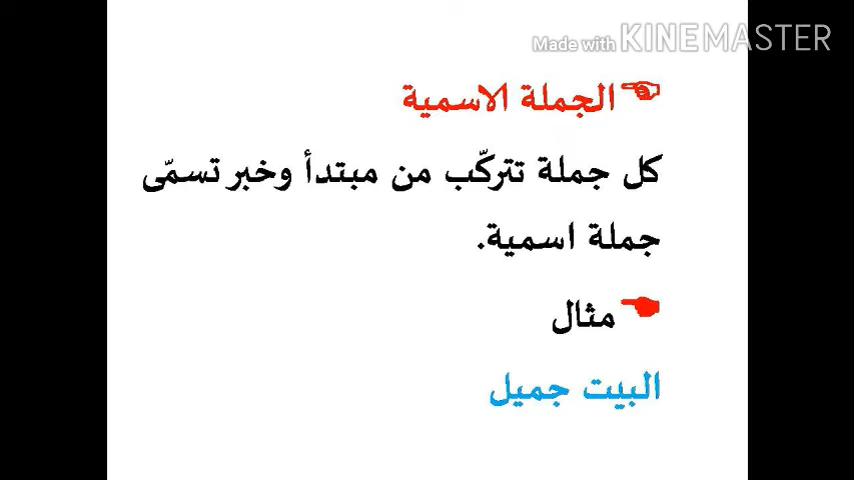 Made with KINEMASTER
الجملة الاسمية
كل جملة تتركّب من مبتدأ وخبر تسمّى
جملة اسمية.
مثال
البيت جميل